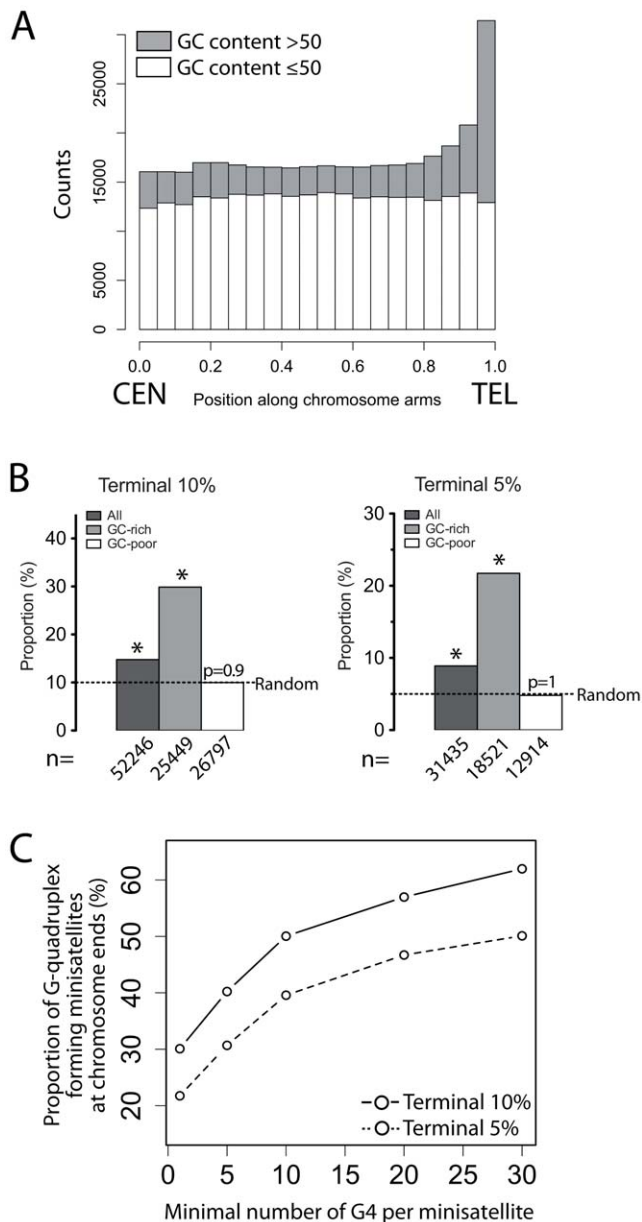 A
GC content >50
GC content ≤50
Counts
25000
15000
5000
0
0.0 0.2 0.4 0.6 0.8 1.0
CEN Position along chromosome arms TEL
B
Terminal 10%
All
GC-rich
GC-poor
Proportion (%)
40
30
20
10
0
*
*
p=0.9
Random
n= 52246 25449 26797
Terminal 5%
All
GC-rich
GC-poor
Proportion (%)
30
20
10
0
*
*
p=1
Random
n= 31435 18521 12914
C
Proportion of G-quadruplex
forming minisatellites
at chromosome ends (%)
60
50
40
30
20
Terminal 10%
Terminal 5%
0 5 10 15 20 25 30
Minimal number of G4 per minisatellite